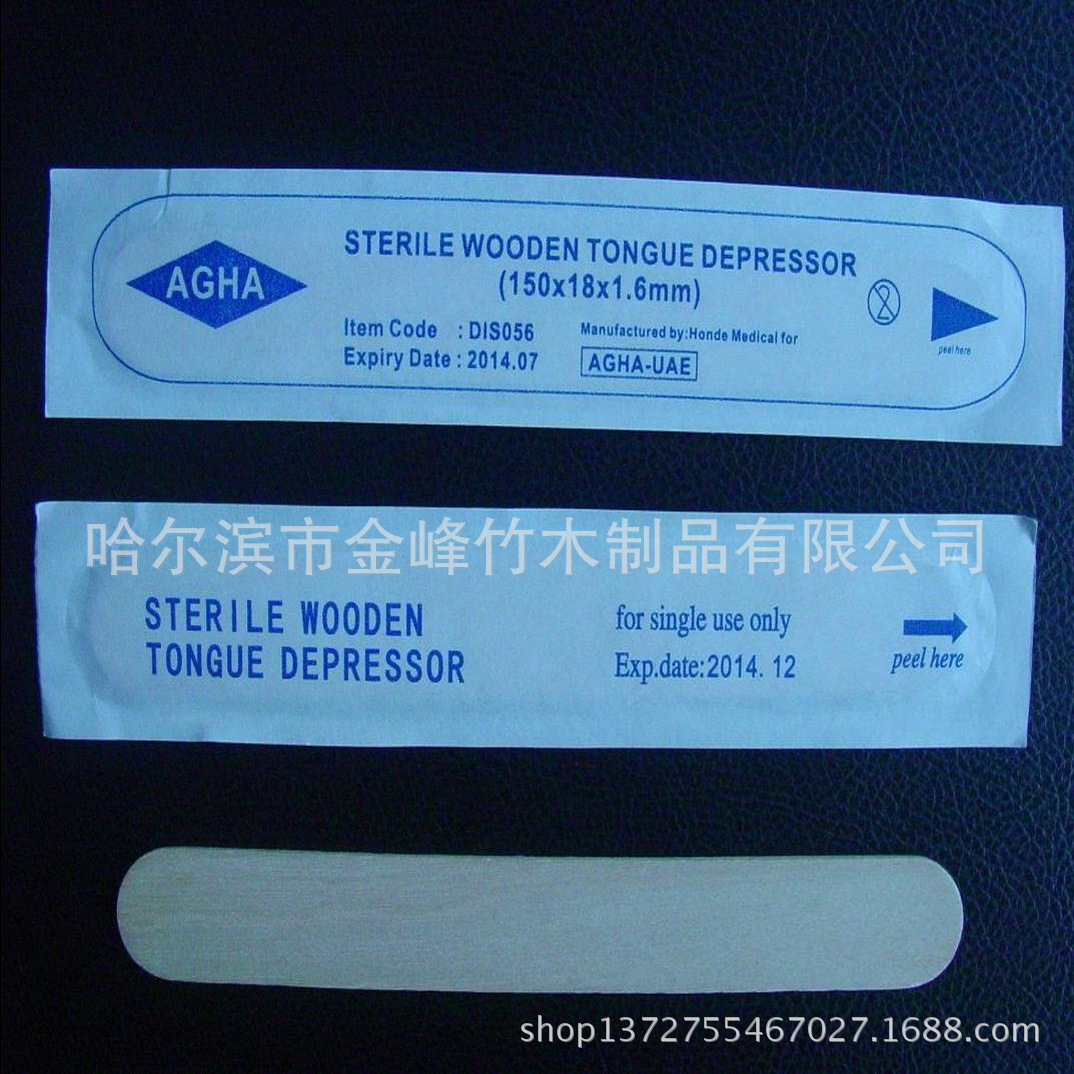 AGHA
STERILE WOODEN TONGUE DEPRESSOR
(150x18x1.6mm)
Item Code : DIS056
Expiry Date : 2014.07
Manufactured by:Honde Medical for
AGHA-UAE
2
peel here
哈尔滨市金峰竹木制品有限公司
STERILE WOODEN
TONGUE DEPRESSOR
for single use only
Exp.date:2014. 12
peel here
shop1372755467027.1688.com